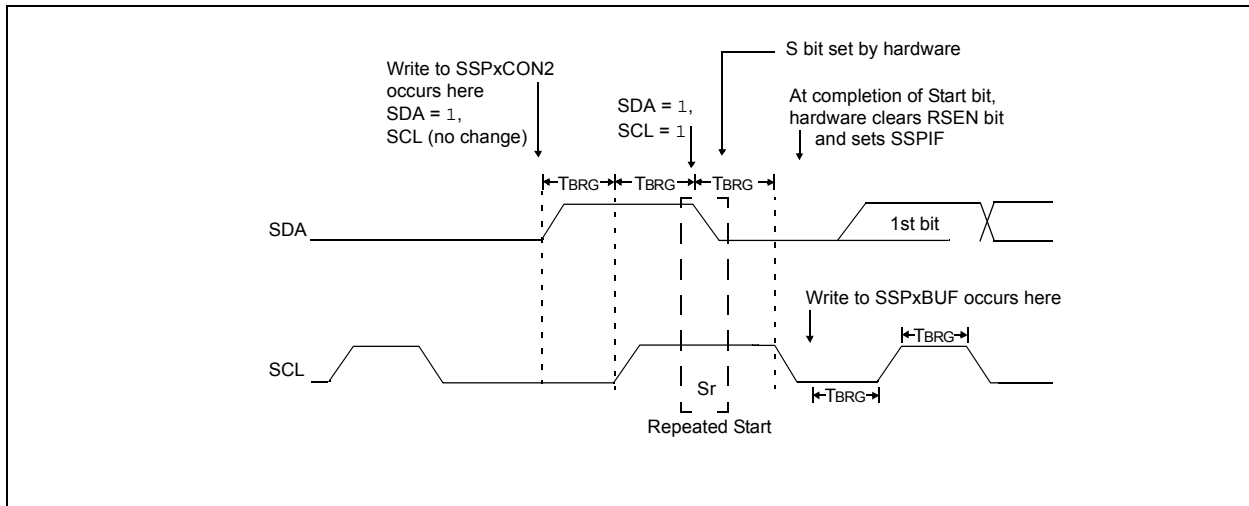 S bit set by hardware
Write to SSPxCON2
occurs here
SDA = 1,
SCL (no change)
SDA = 1,
SCL = 1
At completion of Start bit,
hardware clears RSEN bit
and sets SSPIF
TBRG TBRG TBRG
SDA
1st bit
Write to SSPxBUF occurs here
TBRG
SCL
Sr
TBRG
Repeated Start